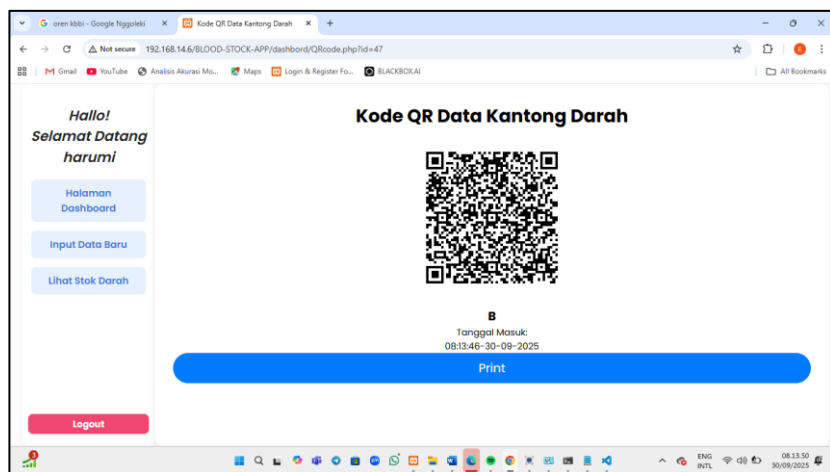 oren kbbi - Google Nggoleki
Kode QR Data Kantong Darah
Not secure 192.168.14.6/BLOOD-STOCK-APP/dashbord/QRcode.php?id=47
Gmail YouTube Analisis Akurasi Mo... Maps Login & Register Fo... BLACKBOX.AI All Bookmarks
Hallo!
Selamat Datang
harumi
Halaman
Dashboard
Input Data Baru
Lihat Stok Darah
Logout
Kode QR Data Kantong Darah
B
Tanggal Masuk:
08:13:46-30-09-2025
Print
3
ENG
INTL
08.13.50
30/09/2025